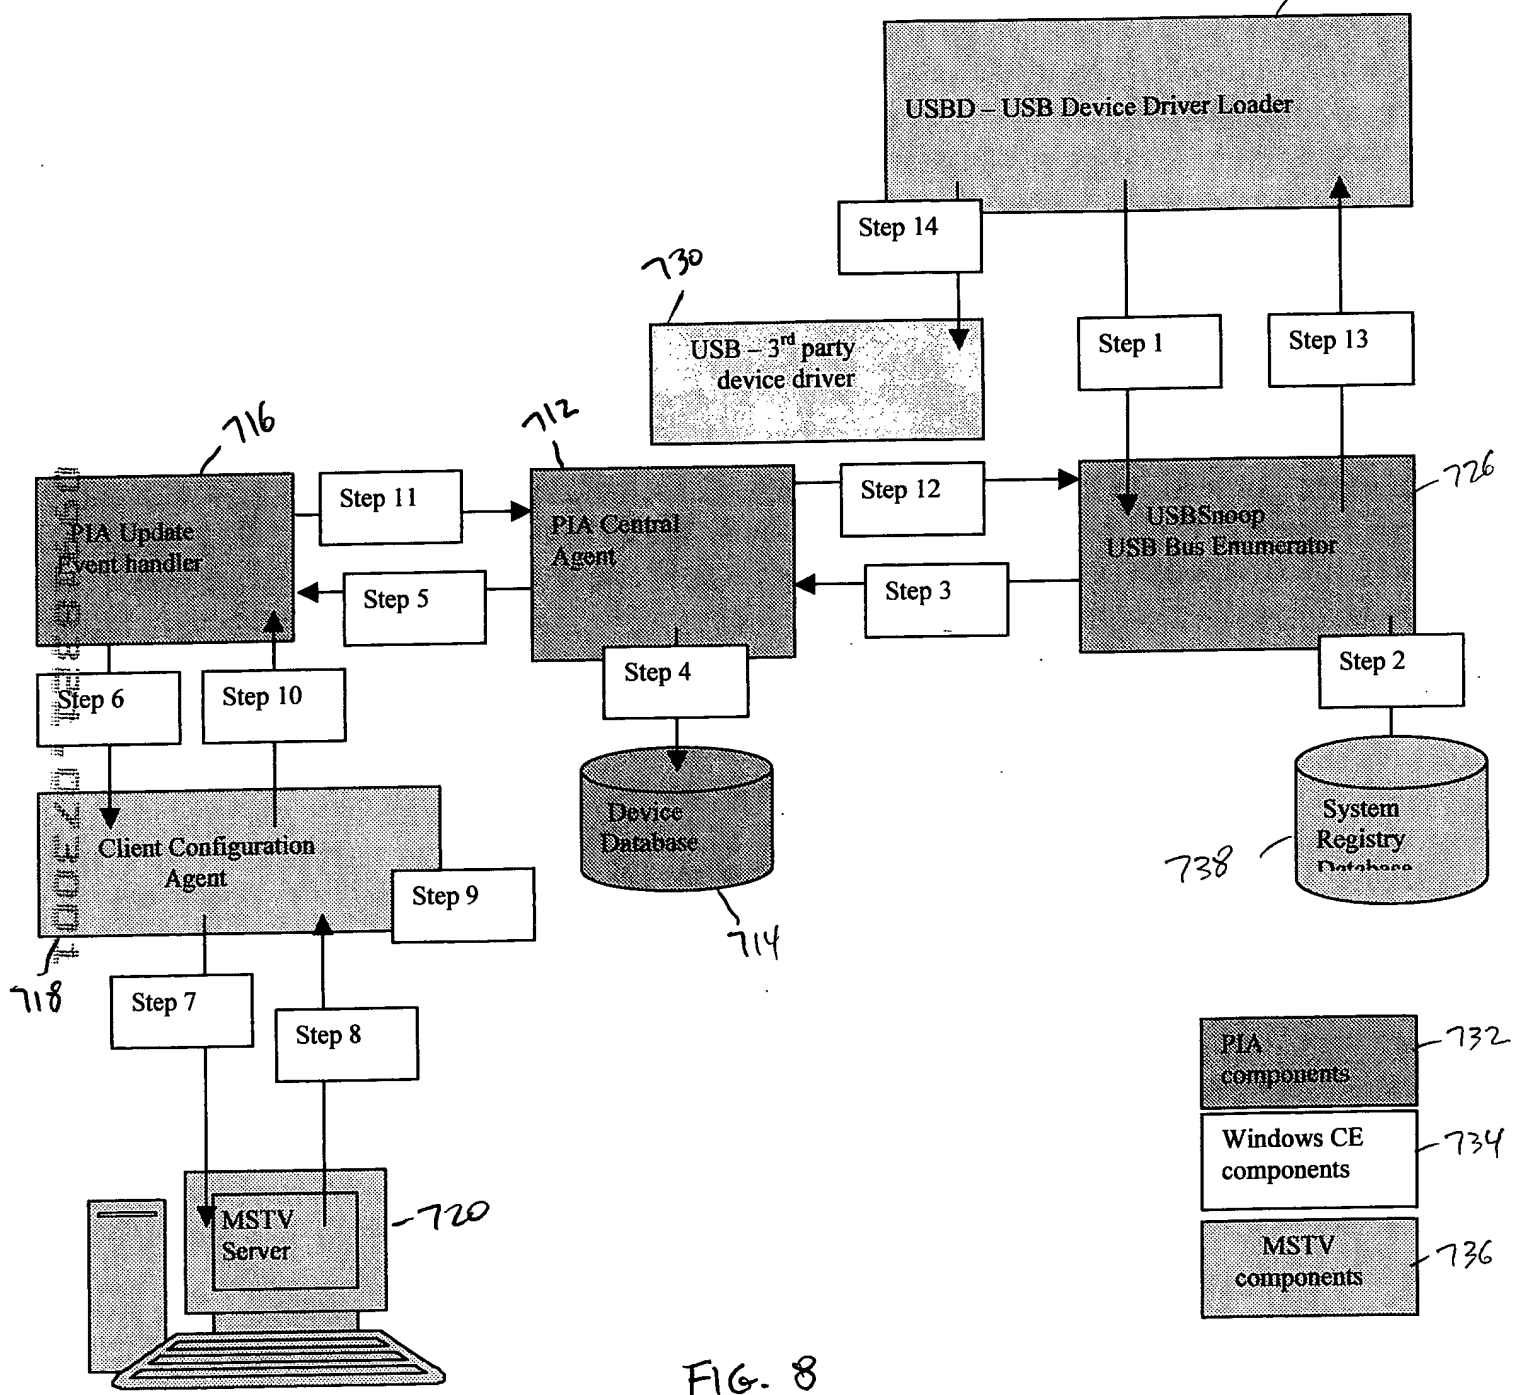 USBD – USB Device Driver Loader
Step 14
730
USB – 3rd party
device driver
Step 1
Step 13
716
712
726
PIA Update
Event handler
Step 11
PIA Central
Agent
Step 12
USBSnoop
USB Bus Enumerator
Step 5
Step 3
Step 6
Step 10
Step 4
Step 2
Device
Database
System
Registry
Database
738
Client Configuration
Agent
Step 9
714
718
Step 7
Step 8
PIA
components
732
Windows CE
components
734
MSTV
components
736
MSTV
Server
720
FIG. 8